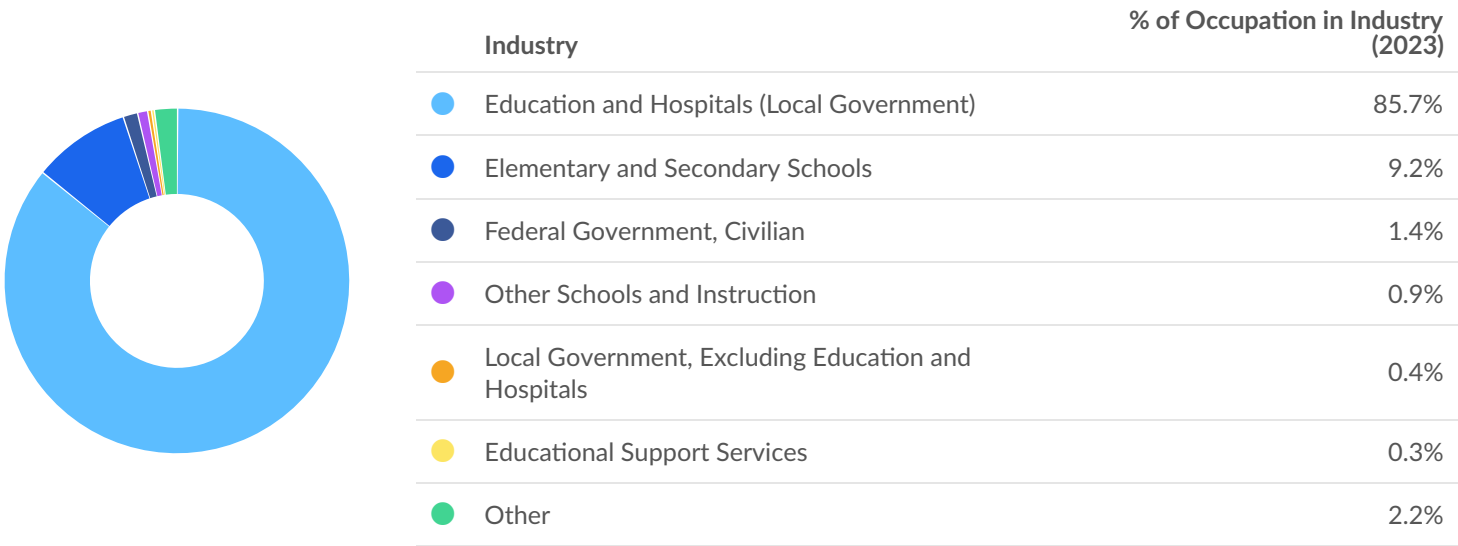 % of Occupation in Industry
Industry
(2023)
Education and Hospitals (Local Government) 85.7%
Elementary and Secondary Schools 9.2%
Federal Government, Civilian 1.4%
Other Schools and Instruction 0.9%
Local Government, Excluding Education and
Hospitals
0.4%
Educational Support Services 0.3%
Other 2.2%